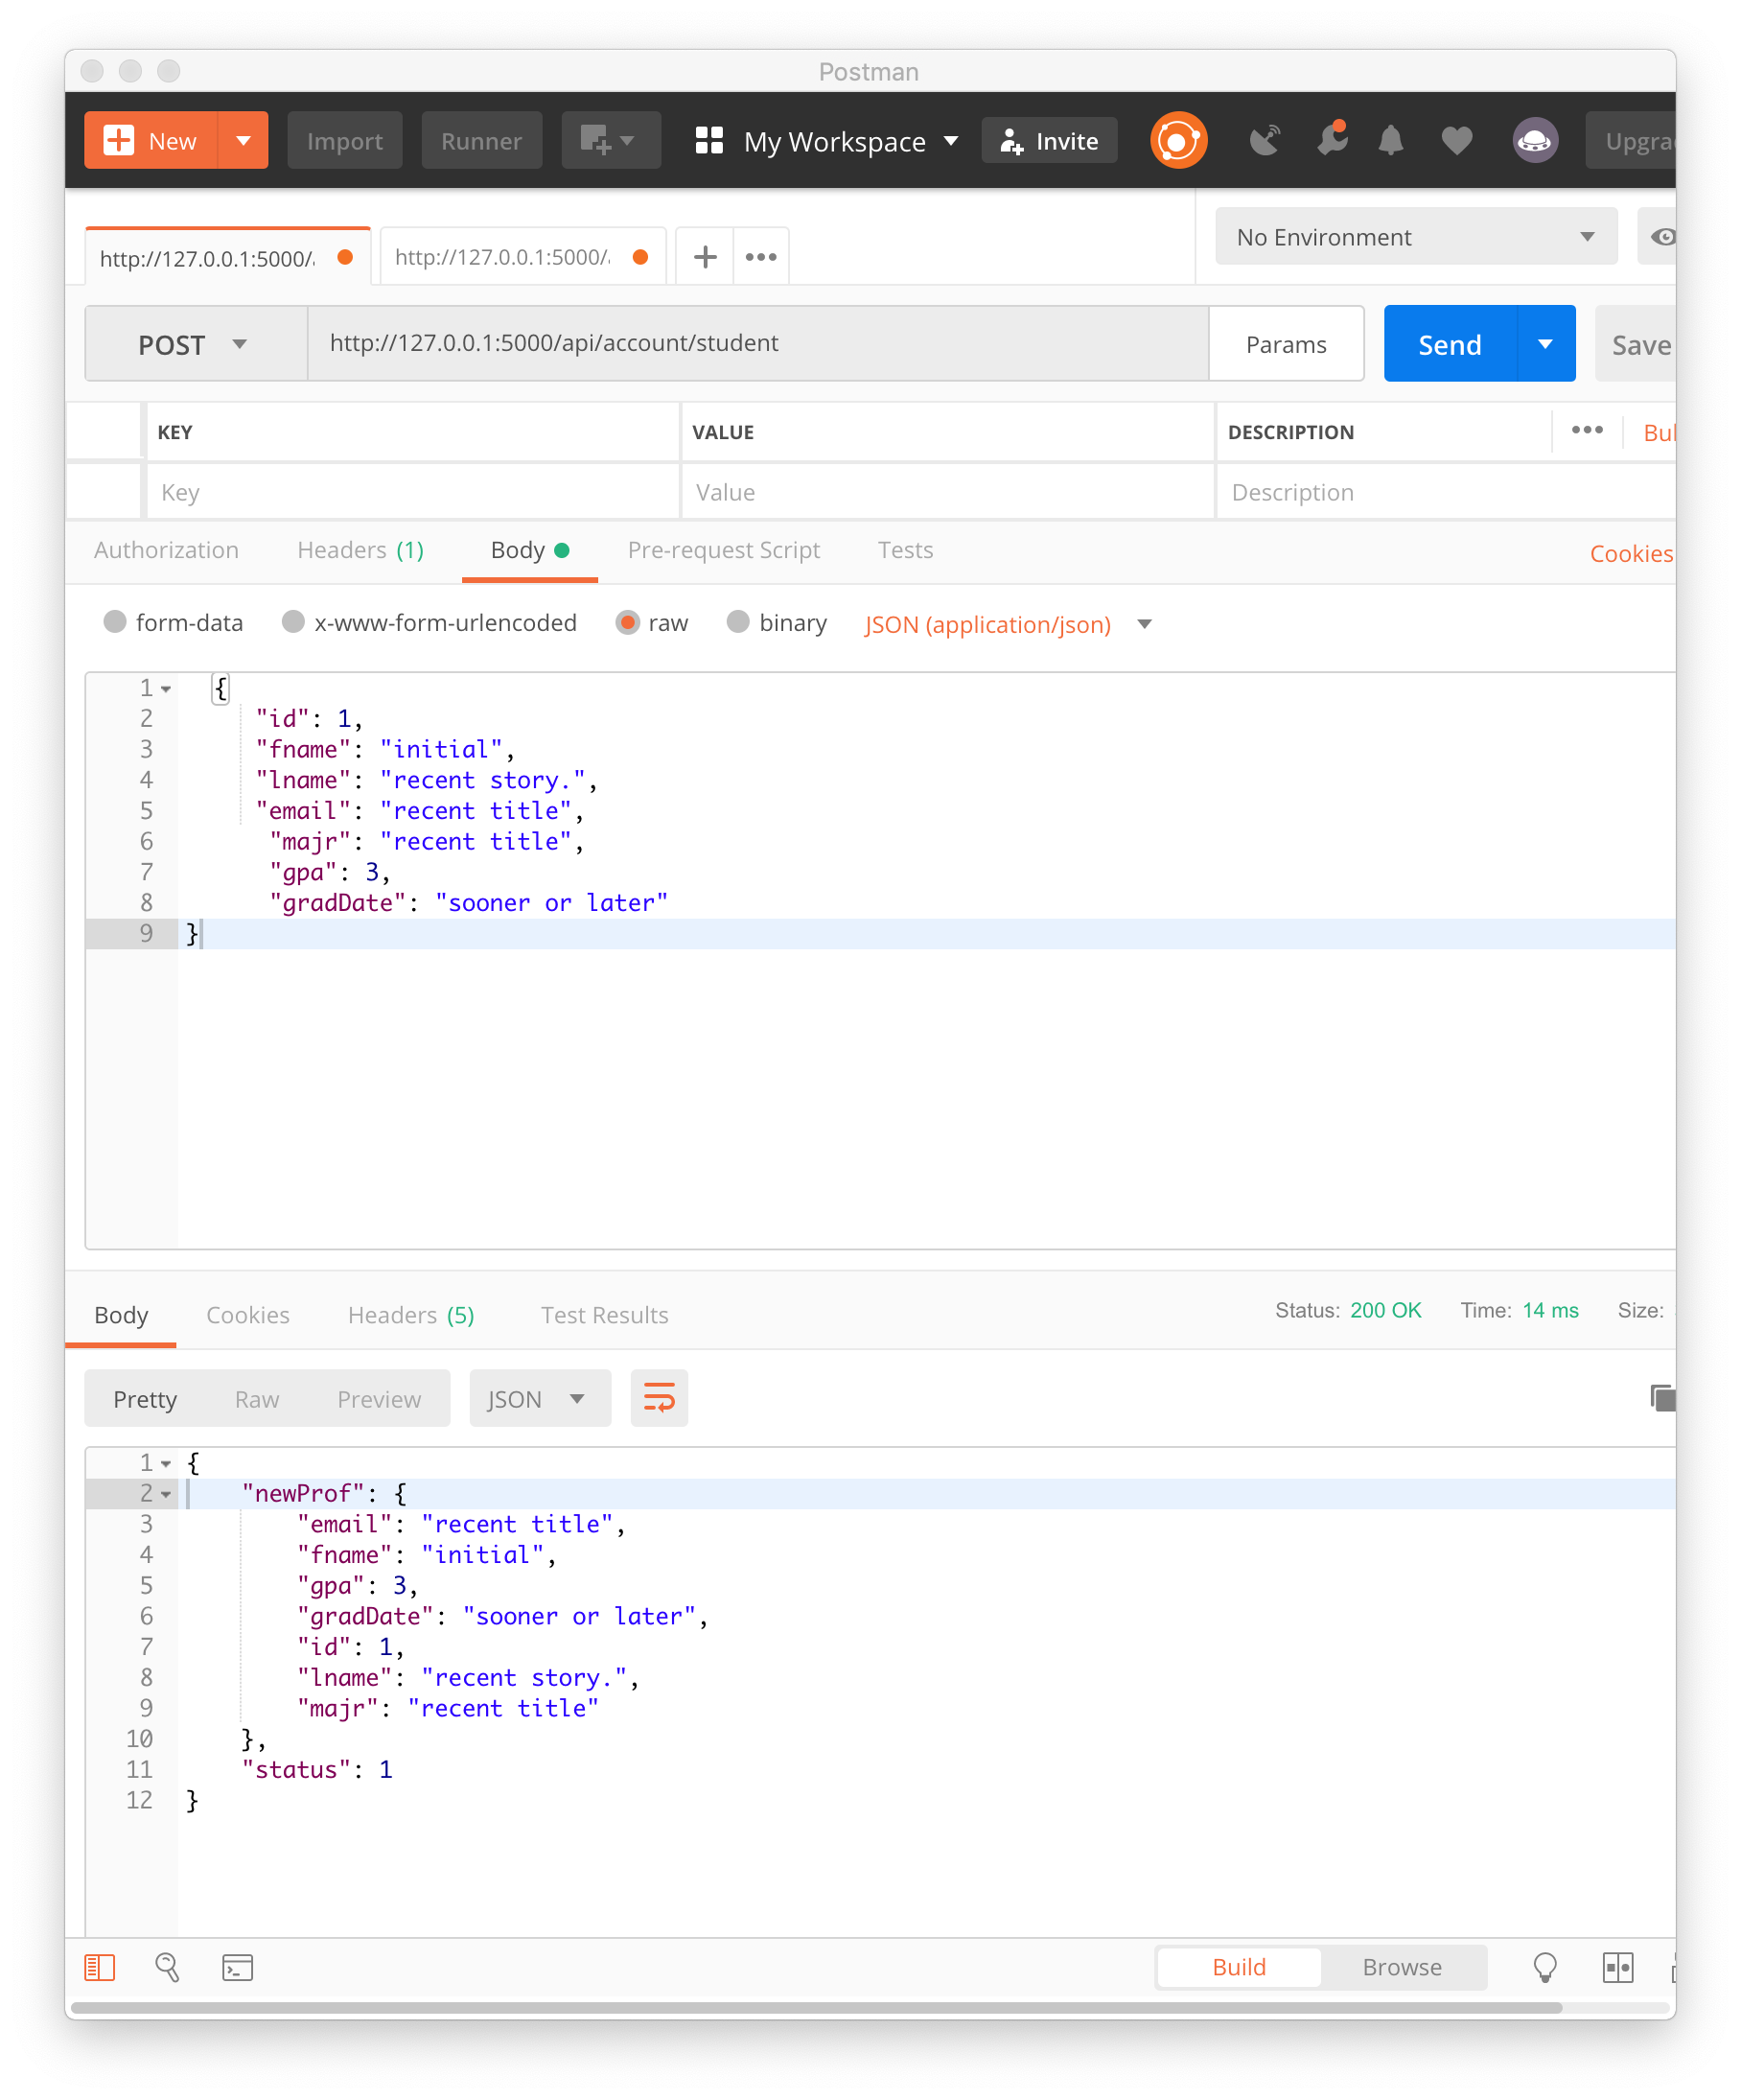 Postman
New Import Runner My Workspace Invite Upgra
http://127.0.0.1:5000/ http://127.0.0.1:5000/ No Environment
POST http://127.0.0.1:5000/api/account/student Params Send Save
KEY VALUE DESCRIPTION Bul
Key Value Description
Authorization Headers (1) Body Pre-request Script Tests Cookies
form-data x-www-form-urlencoded raw binary JSON (application/json)
1 {
2 "id": 1,
3 "fname": "initial",
4 "lname": "recent story.",
5 "email": "recent title",
6 "majr": "recent title",
7 "gpa": 3,
8 "gradDate": "sooner or later"
9 }
Body Cookies Headers (5) Test Results Status: 200 OK Time: 14 ms Size:
Pretty Raw Preview JSON
1 {
2 "newProf": {
3 "email": "recent title",
4 "fname": "initial",
5 "gpa": 3,
6 "gradDate": "sooner or later",
7 "id": 1,
8 "lname": "recent story.",
9 "majr": "recent title"
10 },
11 "status": 1
12 }
Build Browse